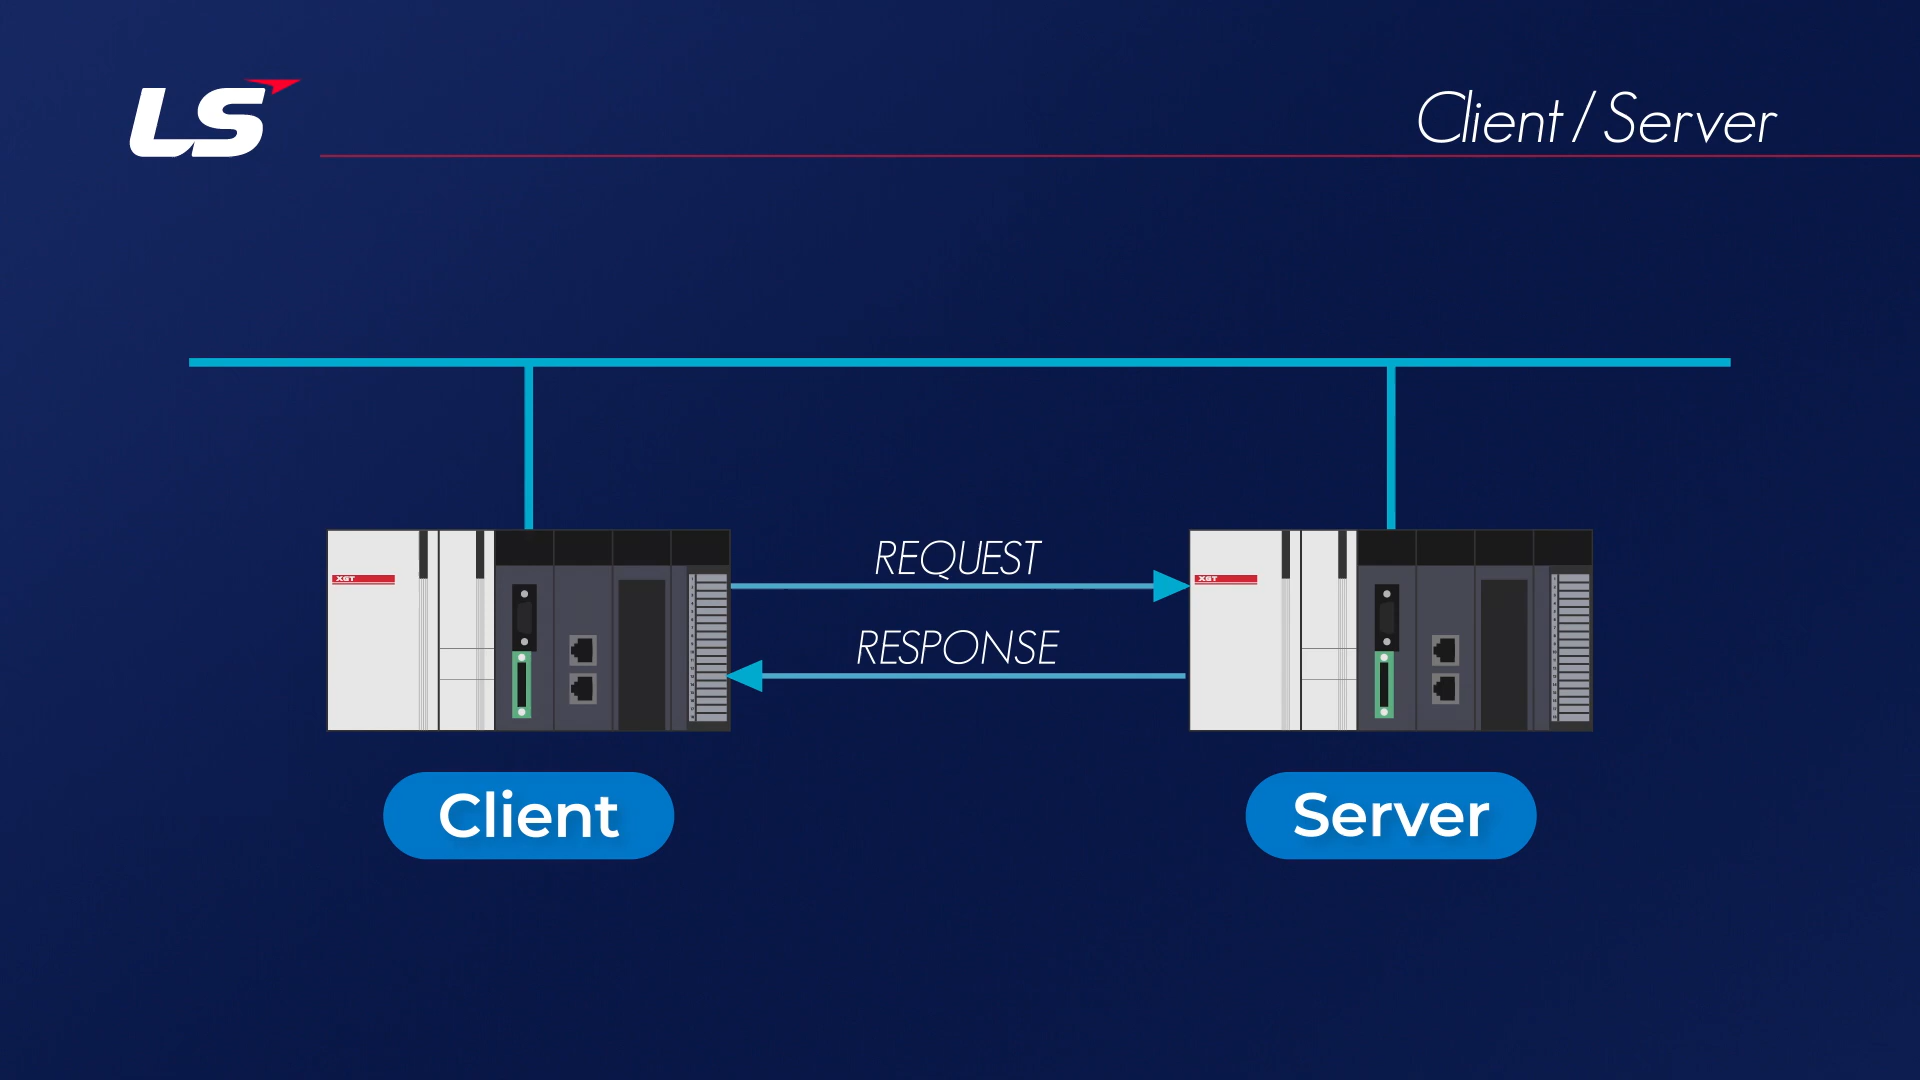 LS
Client / Server
REQUEST
XGT
XGT
RESPONSE
Client
Server